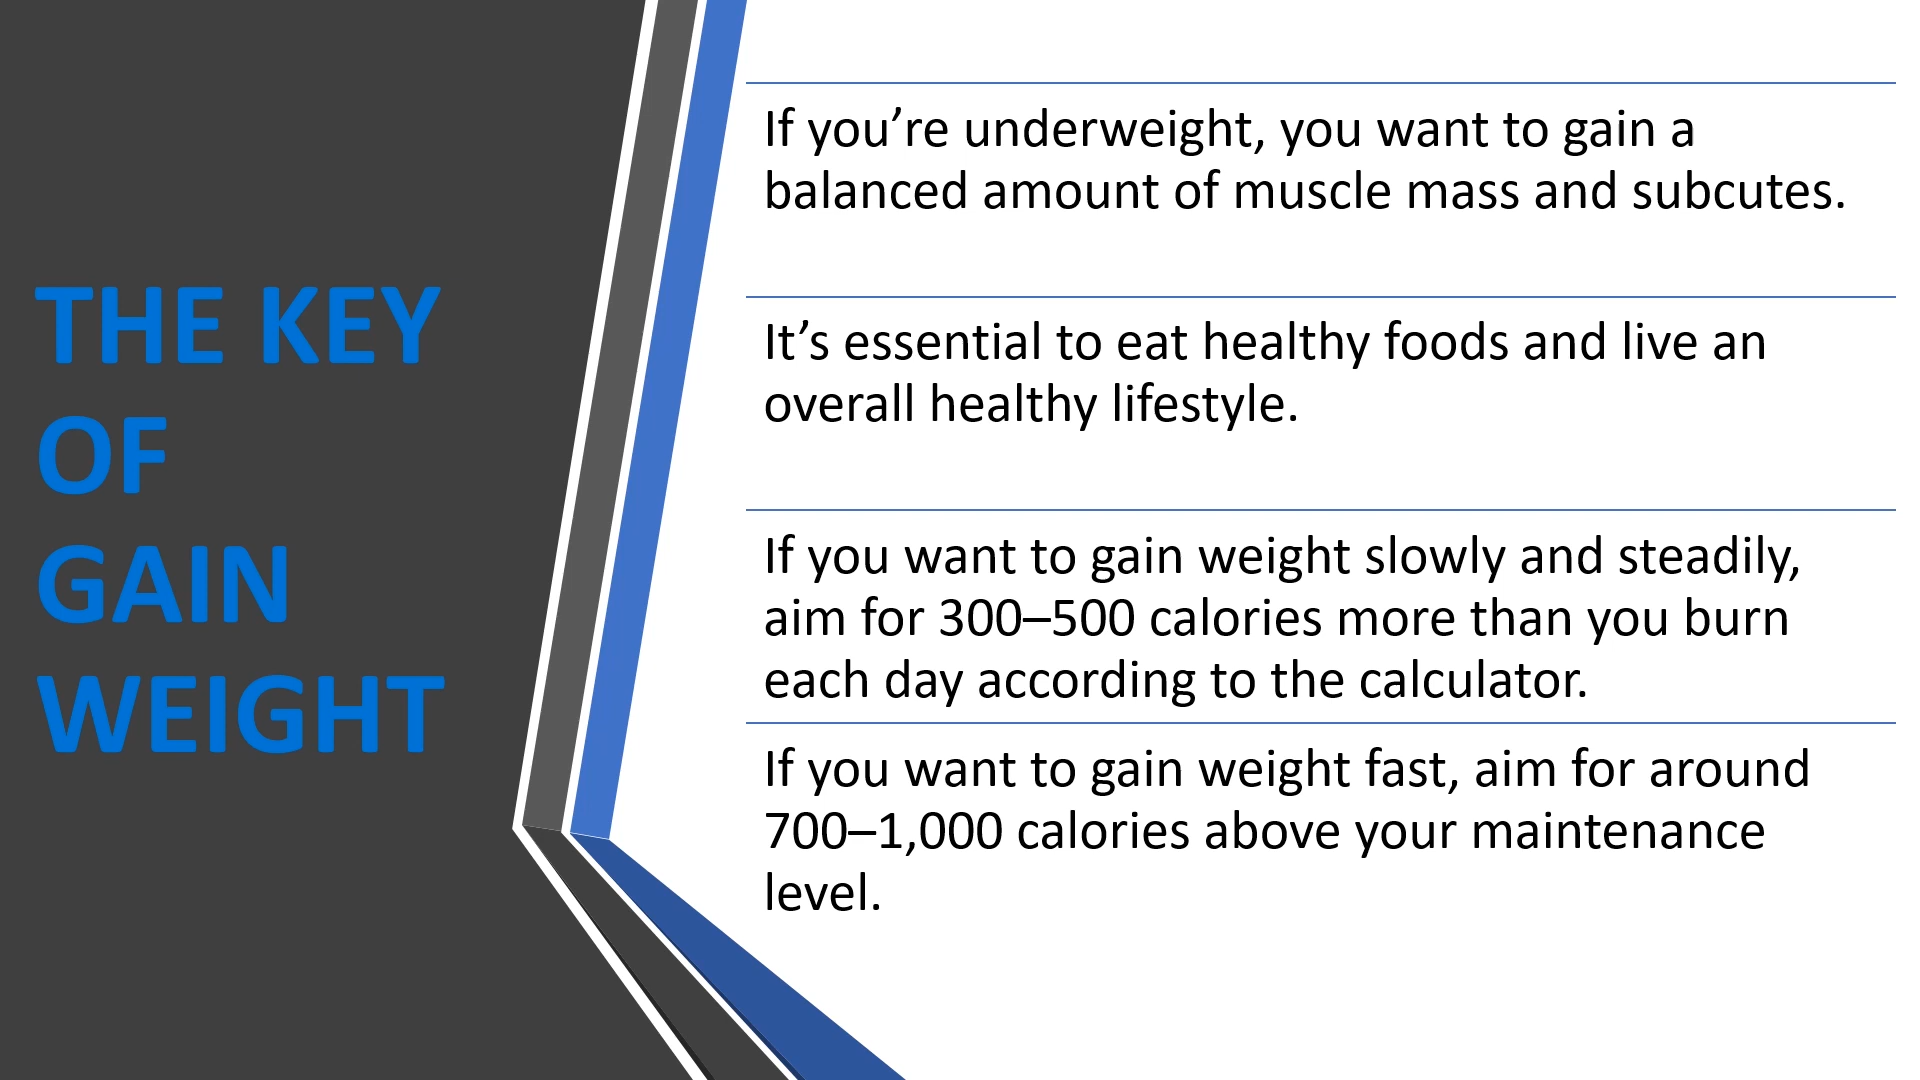 THE KEY
OF
GAIN
WEIGHT
If you’re underweight, you want to gain a
balanced amount of muscle mass and subcutes.
It’s essential to eat healthy foods and live an
overall healthy lifestyle.
If you want to gain weight slowly and steadily,
aim for 300–500 calories more than you burn
each day according to the calculator.
If you want to gain weight fast, aim for around
700–1,000 calories above your maintenance
level.